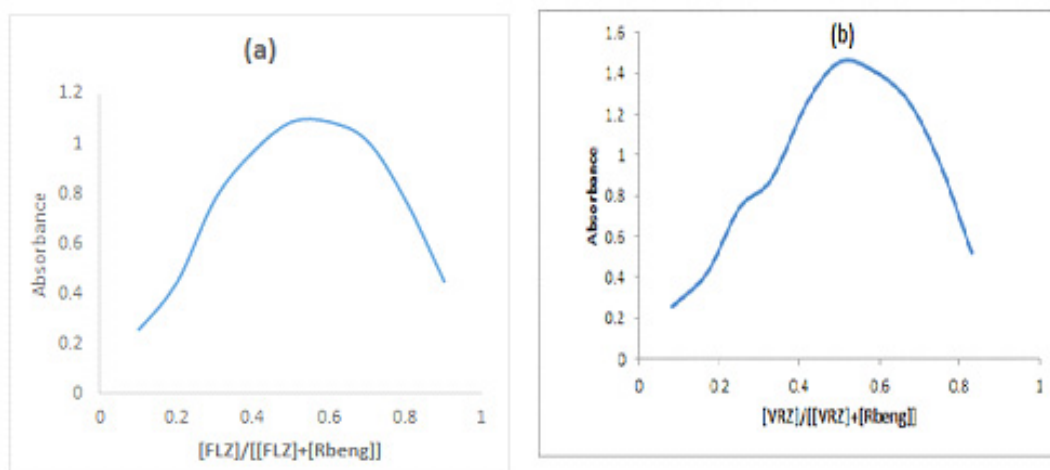 (a)
1.2
1
0.8
0.6
0.4
0.2
0
Absorbance
0 0.2 0.4 0.6 0.8 1
[FLZ]/[[FLZ]+[Rbeng]]
(b)
1.6
1.4
1.2
1
0.8
0.6
0.4
0.2
0
Absorbance
0 0.2 0.4 0.6 0.8 1
[VRZ]/[[VRZ]+[Rbeng]]